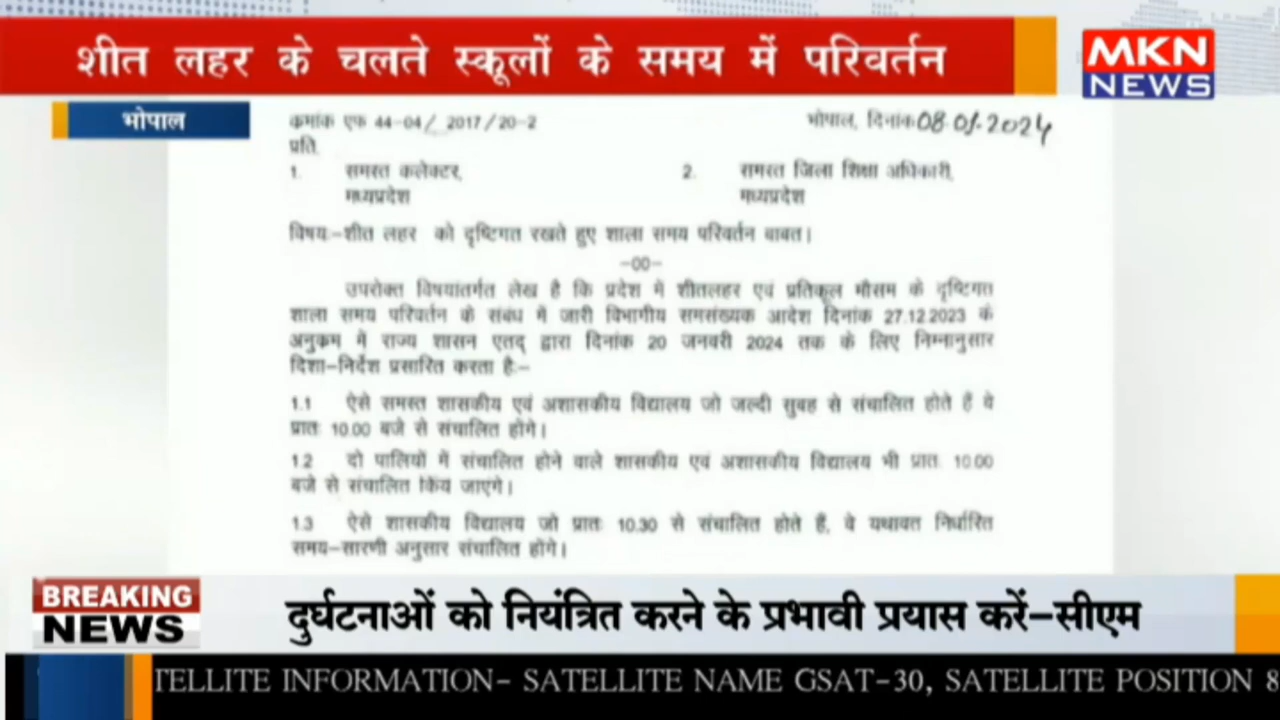 शीत लहर के चलते स्कूलों के समय में परिवर्तन
MKN
NEWS
भोपाल
क्रमांक एफ 44-04/ 2017/20-2
भोपाल, दिनांक 08.01.2024
प्रति,
1. समस्त कलेक्टर,
मध्यप्रदेश
2. समस्त जिला शिक्षा अधिकारी,
मध्यप्रदेश
विषय:-शीत लहर को दृष्टिगत रखते हुए शाला समय परिवर्तन बाबत।
-00-
उपरोक्त विषयांतर्गत लेख है कि प्रदेश में शीतलहर एवं प्रतिकूल मौसम के दृष्टिगत
शाला समय परिवर्तन के संबंध में जारी विभागीय समसंख्यक आदेश दिनांक 27.12.2023 के
अनुक्रम में राज्य शासन एतद् द्वारा दिनांक 20 जनवरी 2024 तक के लिए निम्नानुसार
दिशा-निर्देश प्रसारित करता है:-
1.1 ऐसे समस्त शासकीय एवं अशासकीय विद्यालय जो जल्दी सुबह से संचालित होते हैं वे
प्रातः 10.00 बजे से संचालित होंगे।
1.2 दो पालियों में संचालित होने वाले शासकीय एवं अशासकीय विद्यालय भी प्रातः 10.00
बजे से संचालित किये जाएंगे।
1.3 ऐसे शासकीय विद्यालय जो प्रातः 10.30 से संचालित होते हैं, वे यथावत निर्धारित
समय-सारणी अनुसार संचालित होंगे।
BREAKING
NEWS
दुर्घटनाओं को नियंत्रित करने के प्रभावी प्रयास करें-सीएम
TELLITE INFORMATION- SATELLITE NAME GSAT-30, SATELLITE POSITION 8